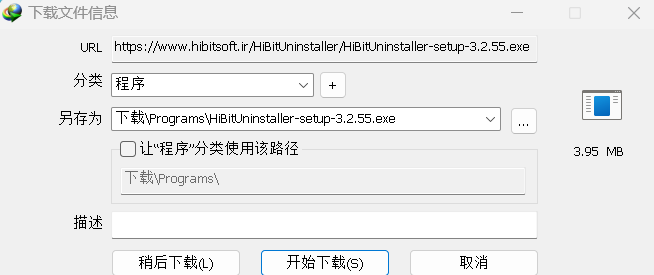 下载文件信息
URL https://www.hibitsoft.ir/HiBitUninstaller/HiBitUninstaller-setup-3.2.55.exe
分类 程序 +
另存为 下载\Programs\HiBitUninstaller-setup-3.2.55.exe ...
3.95 MB
让“程序”分类使用该路径
下载\Programs\
描述
稍后下载(L) 开始下载(S) 取消